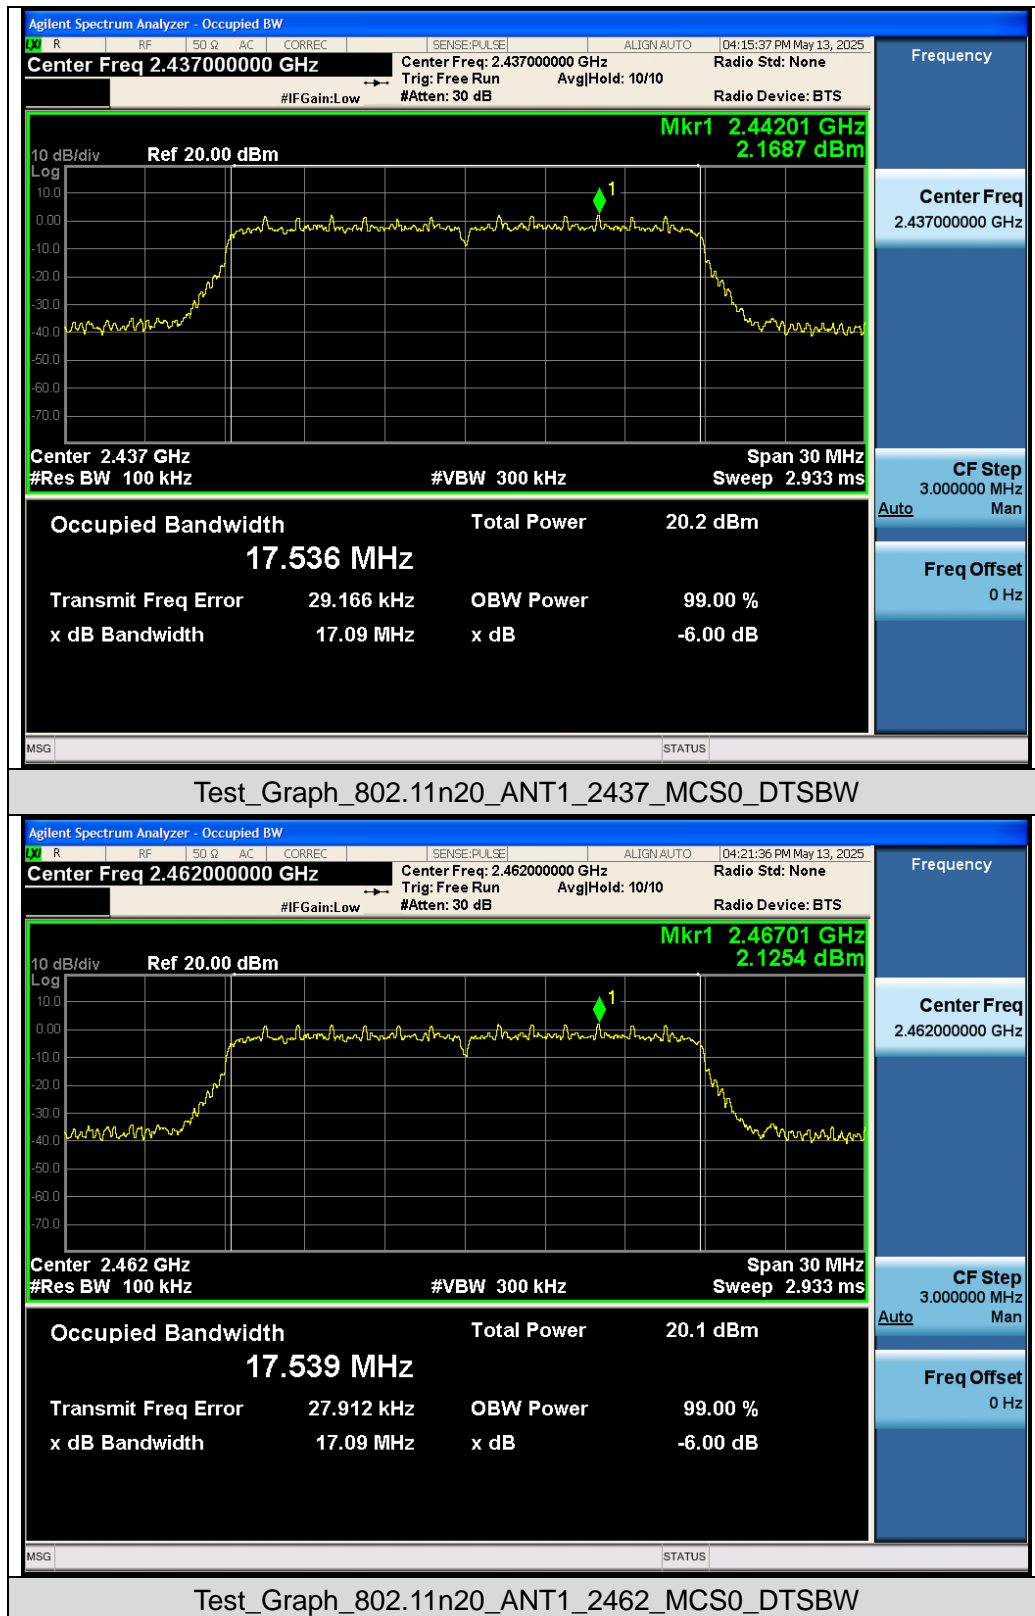 Agilent Spectrum Analyzer - Occupied BW
LXI R RF 50 Ω AC CORREC SENSE:PULSE ALIGN AUTO 04:15:37 PM May 13, 2025
Center Freq 2.437000000 GHz
Center Freq: 2.437000000 GHz
Radio Std: None
Trig: Free Run Avg|Hold: 10/10
#IFGain:Low #Atten: 30 dB Radio Device: BTS
Frequency
Mkr1 2.44201 GHz
2.1687 dBm
10 dB/div Ref 20.00 dBm
Log
10.0
0.00
-10.0
-20.0
-30.0
-40.0
-50.0
-60.0
-70.0
1
Center 2.437 GHz Span 30 MHz
#Res BW 100 kHz #VBW 300 kHz Sweep 2.933 ms
Occupied Bandwidth Total Power 20.2 dBm
17.536 MHz
Transmit Freq Error 29.166 kHz OBW Power 99.00 %
x dB Bandwidth 17.09 MHz x dB -6.00 dB
Center Freq
2.437000000 GHz
CF Step
3.000000 MHz
Auto Man
Freq Offset
0 Hz
MSG STATUS
Test_Graph_802.11n20_ANT1_2437_MCS0_DTSBW
Agilent Spectrum Analyzer - Occupied BW
LXI R RF 50 Ω AC CORREC SENSE:PULSE ALIGN AUTO 04:21:36 PM May 13, 2025
Center Freq 2.462000000 GHz
Center Freq: 2.462000000 GHz
Radio Std: None
Trig: Free Run Avg|Hold: 10/10
#IFGain:Low #Atten: 30 dB Radio Device: BTS
Frequency
Mkr1 2.46701 GHz
2.1254 dBm
10 dB/div Ref 20.00 dBm
Log
10.0
0.00
-10.0
-20.0
-30.0
-40.0
-50.0
-60.0
-70.0
1
Center 2.462 GHz Span 30 MHz
#Res BW 100 kHz #VBW 300 kHz Sweep 2.933 ms
Occupied Bandwidth Total Power 20.1 dBm
17.539 MHz
Transmit Freq Error 27.912 kHz OBW Power 99.00 %
x dB Bandwidth 17.09 MHz x dB -6.00 dB
Center Freq
2.462000000 GHz
CF Step
3.000000 MHz
Auto Man
Freq Offset
0 Hz
MSG STATUS
Test_Graph_802.11n20_ANT1_2462_MCS0_DTSBW